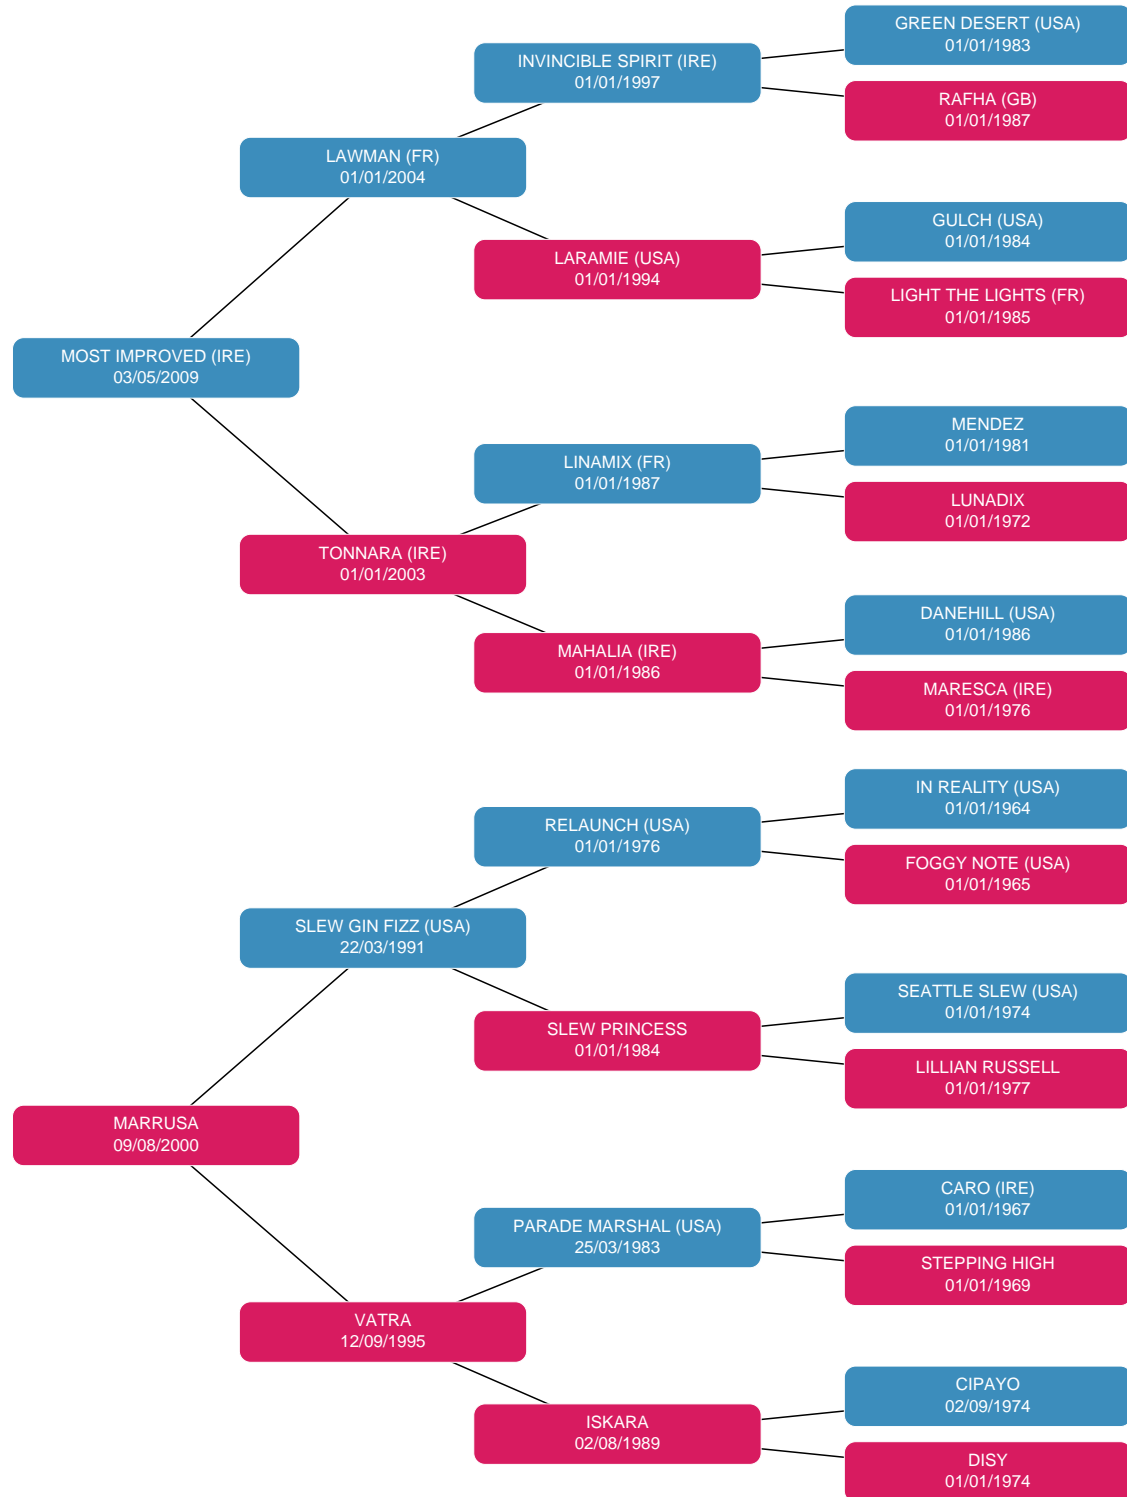 GREEN DESERT (USA)
01/01/1983
INVINCIBLE SPIRIT (IRE)
01/01/1997
RAFHA (GB)
01/01/1987
LAWMAN (FR)
01/01/2004
GULCH (USA)
01/01/1984
LARAMIE (USA)
01/01/1994
LIGHT THE LIGHTS (FR)
01/01/1985
MOST IMPROVED (IRE)
03/05/2009
MENDEZ
01/01/1981
LINAMIX (FR)
01/01/1987
LUNADIX
01/01/1972
TONNARA (IRE)
01/01/2003
DANEHILL (USA)
01/01/1986
MAHALIA (IRE)
01/01/1986
MARESCA (IRE)
01/01/1976
IN REALITY (USA)
01/01/1964
RELAUNCH (USA)
01/01/1976
FOGGY NOTE (USA)
01/01/1965
SLEW GIN FIZZ (USA)
22/03/1991
SEATTLE SLEW (USA)
01/01/1974
SLEW PRINCESS
01/01/1984
LILLIAN RUSSELL
01/01/1977
MARRUSA
09/08/2000
CARO (IRE)
01/01/1967
PARADE MARSHAL (USA)
25/03/1983
STEPPING HIGH
01/01/1969
VATRA
12/09/1995
CIPAYO
02/09/1974
ISKARA
02/08/1989
DISY
01/01/1974